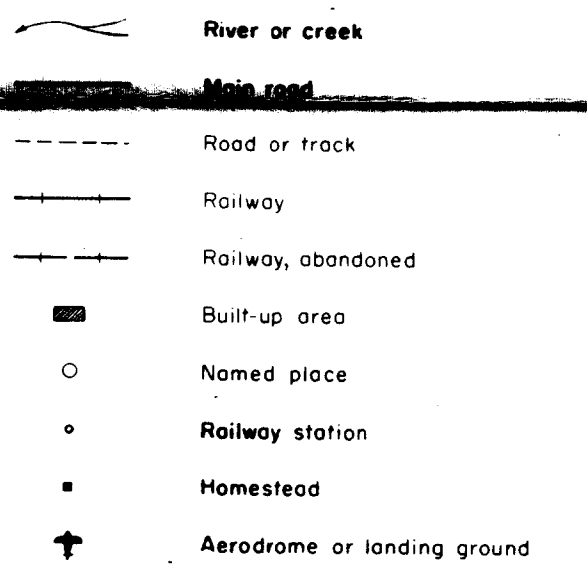 River or creek
Main road
Road or track
Railway
Railway, abandoned
Built-up area
Named place
Railway station
Homestead
Aerodrome or landing ground